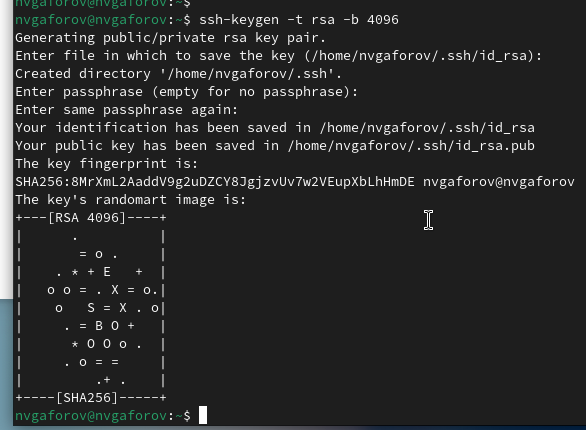 nvgaforov@nvgaforov:~$
nvgaforov@nvgaforov:~$ ssh-keygen -t rsa -b 4096
Generating public/private rsa key pair.
Enter file in which to save the key (/home/nvgaforov/.ssh/id_rsa):
Created directory '/home/nvgaforov/.ssh'.
Enter passphrase (empty for no passphrase):
Enter same passphrase again:
Your identification has been saved in /home/nvgaforov/.ssh/id_rsa
Your public key has been saved in /home/nvgaforov/.ssh/id_rsa.pub
The key fingerprint is:
SHA256:8MrXmL2AaddV9g2uDZCY8JgjzvUv7w2VEupXbLhHmDE nvgaforov@nvgaforov
The key's randomart image is:
+---[RSA 4096]----+
|      .          |
|       = o .     |
|    . * + E   +  |
|   o o = . X = o.|
|    o   S = X . o|
|     . = B O +   |
|      * O O o .  |
|     . o = =     |
|         .+ .    |
+----[SHA256]-----+
nvgaforov@nvgaforov:~$